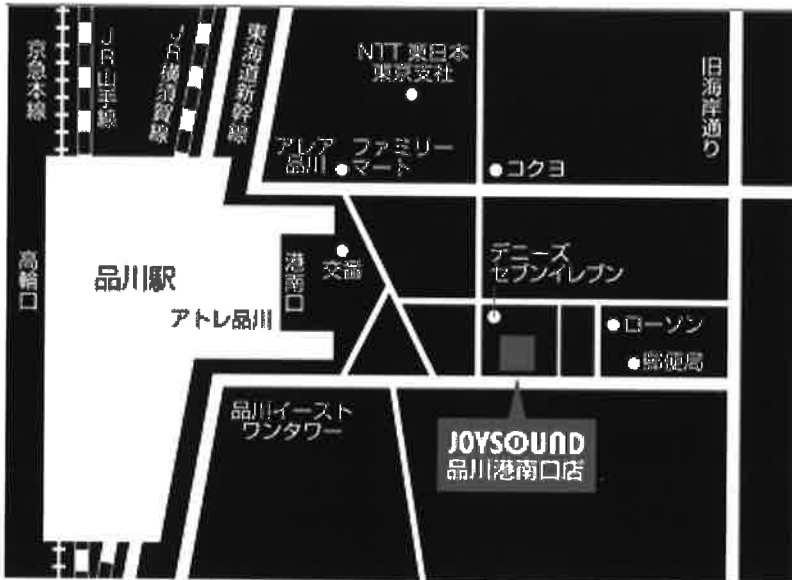 京急本線
JR山手線
JR横須賀線
東海道新幹線
NTT東日本
東京支社
旧海岸通り
アレア
品川
ファミリー
マート
コクヨ
高輪口
品川駅
アトレ品川
港南口
交番
デニーズ
セブンイレブン
ローソン
郵便局
品川イースト
ワンタワー
JOYSOUND
品川港南口店